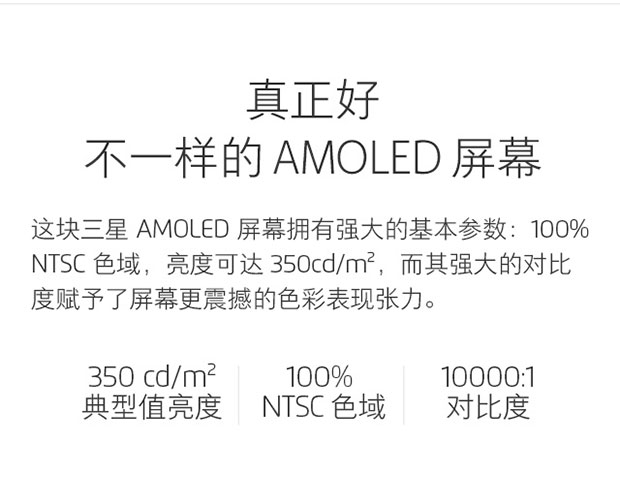 真正好
不一样的 AMOLED 屏幕
这块三星 AMOLED 屏幕拥有强大的基本参数：100%
NTSC 色域，亮度可达 350cd/m²，而其强大的对比
度赋予了屏幕更震撼的色彩表现张力。
350 cd/m² 100% 10000:1
典型值亮度 NTSC 色域 对比度